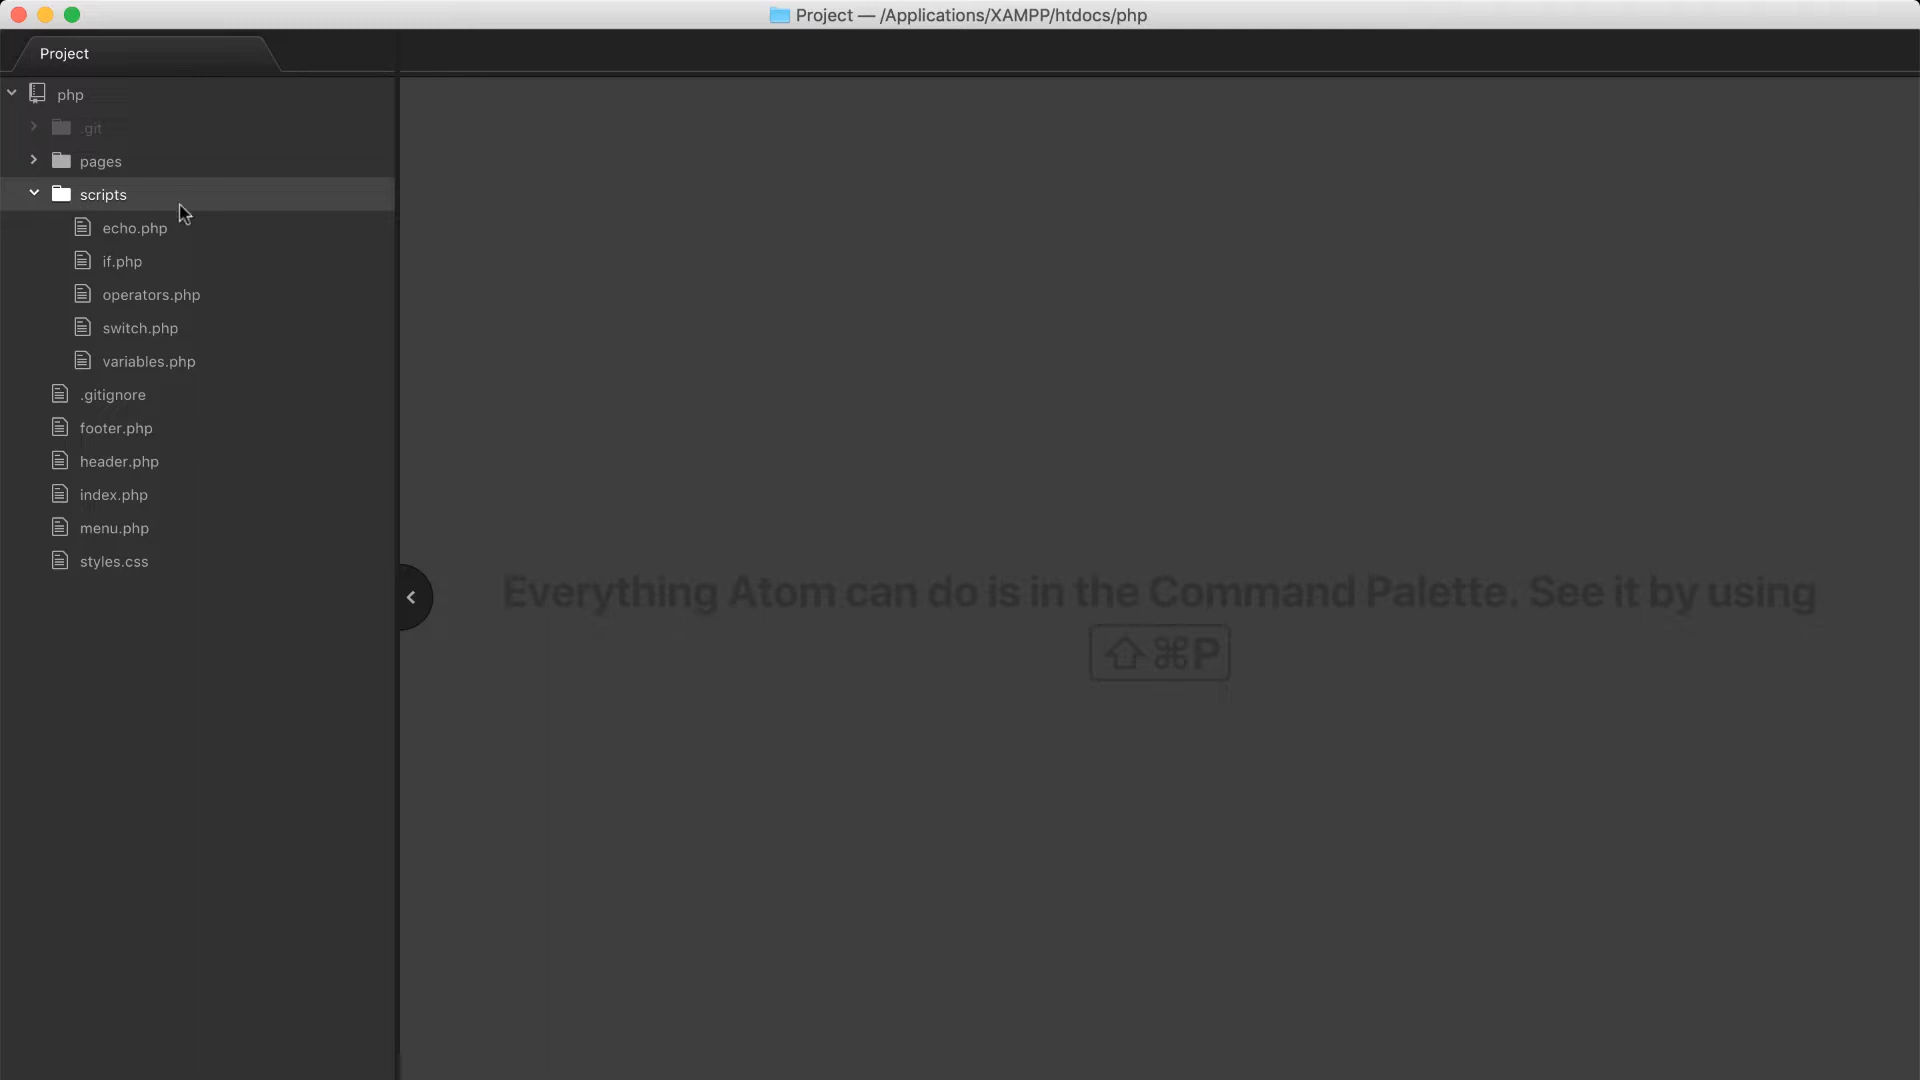 Project — /Applications/XAMPP/htdocs/php
Project
php
.git
pages
scripts
echo.php
if.php
operators.php
switch.php
variables.php
.gitignore
footer.php
header.php
index.php
menu.php
styles.css
Everything Atom can do is in the Command Palette. See it by using
⇧⌘P